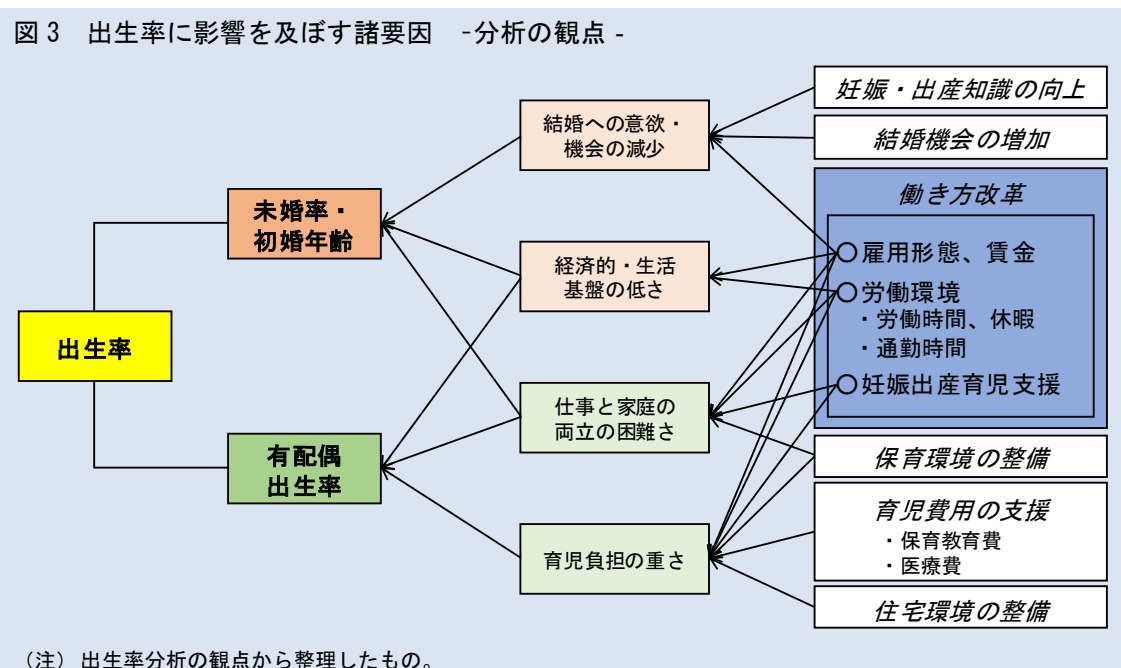 図3 出生率に影響を及ぼす諸要因 -分析の観点-
出生率
未婚率・
初婚年齢
有配偶
出生率
結婚への意欲・
機会の減少
経済的・生活
基盤の低さ
仕事と家庭の
両立の困難さ
育児負担の重さ
妊娠・出産知識の向上
結婚機会の増加
働き方改革
〇雇用形態、賃金
〇労働環境
・労働時間、休暇
・通勤時間
〇妊娠出産育児支援
保育環境の整備
育児費用の支援
・保育教育費
・医療費
住宅環境の整備
（注） 出生率分析の観点から整理したもの。